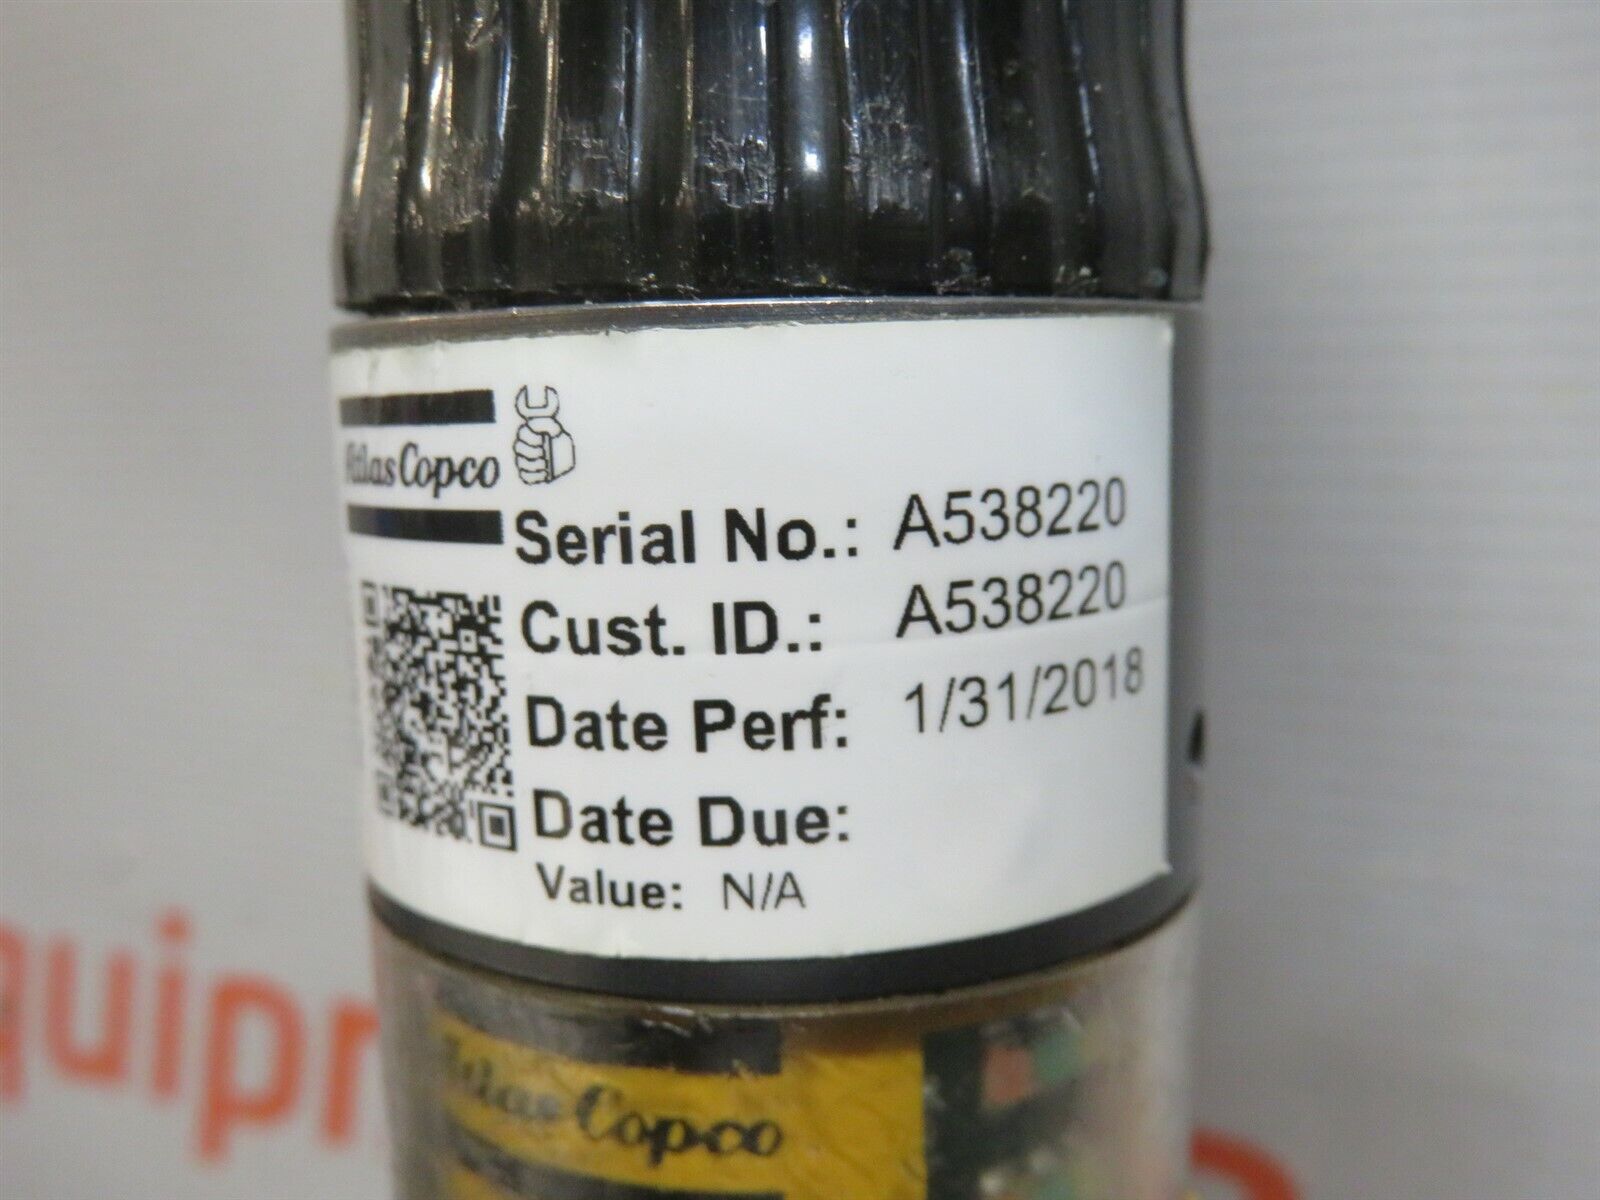 Atlas Copco
Serial No.: A538220
Cust. ID.: A538220
Date Perf: 1/31/2018
Date Due:
Value: N/A
Atlas Copco